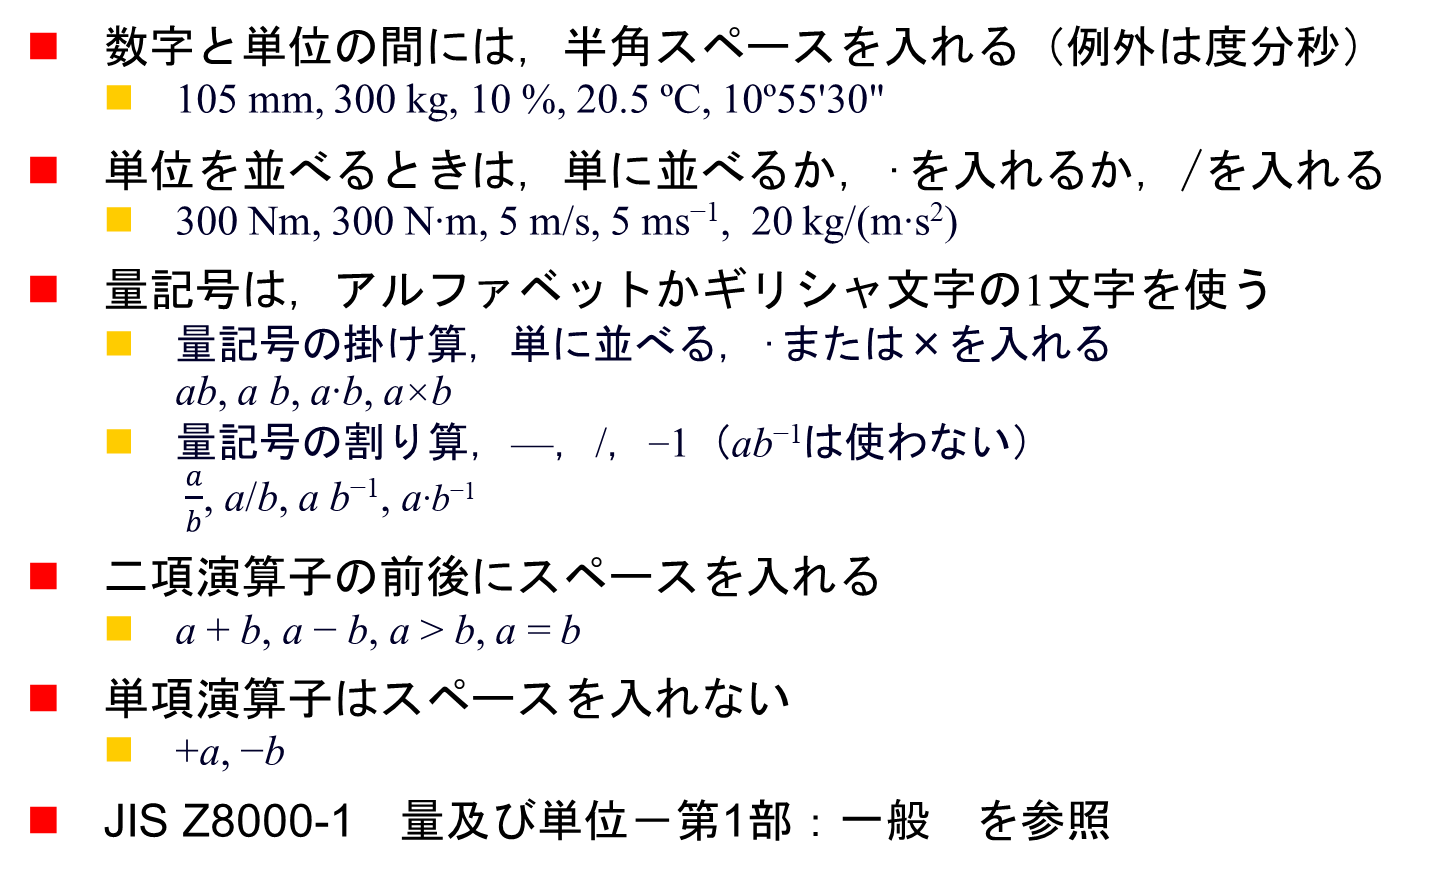 数字と単位の間には，半角スペースを入れる（例外は度分秒）
105 mm, 300 kg, 10 %, 20.5 ºC, 10º55'30"
単位を並べるときは，単に並べるか，· を入れるか，/を入れる
300 Nm, 300 N·m, 5 m/s, 5 ms⁻¹, 20 kg/(m·s²)
量記号は，アルファベットかギリシャ文字の1文字を使う
量記号の掛け算，単に並べる，· または × を入れる
ab, a b, a·b, a×b
量記号の割り算，—，/，−1（ab⁻¹は使わない）
a/b, a/b, a b⁻¹, a·b⁻¹
二項演算子の前後にスペースを入れる
a + b, a − b, a > b, a = b
単項演算子はスペースを入れない
+a, −b
JIS Z8000-1　量及び単位－第1部：一般　を参照